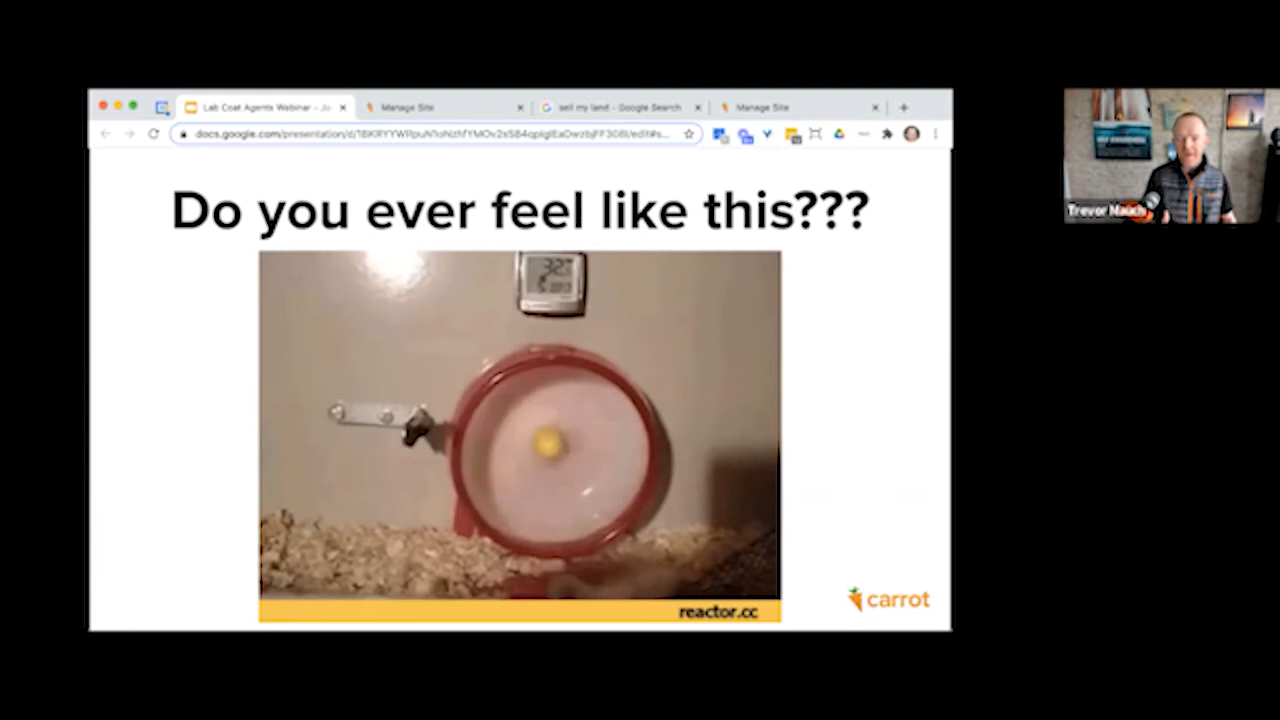 Lab Coat Agents Webinar - Ju
Manage Site
sell my land - Google Search
Manage Site
Do you ever feel like this???
reactor.cc
carrot
Trevor Mauch